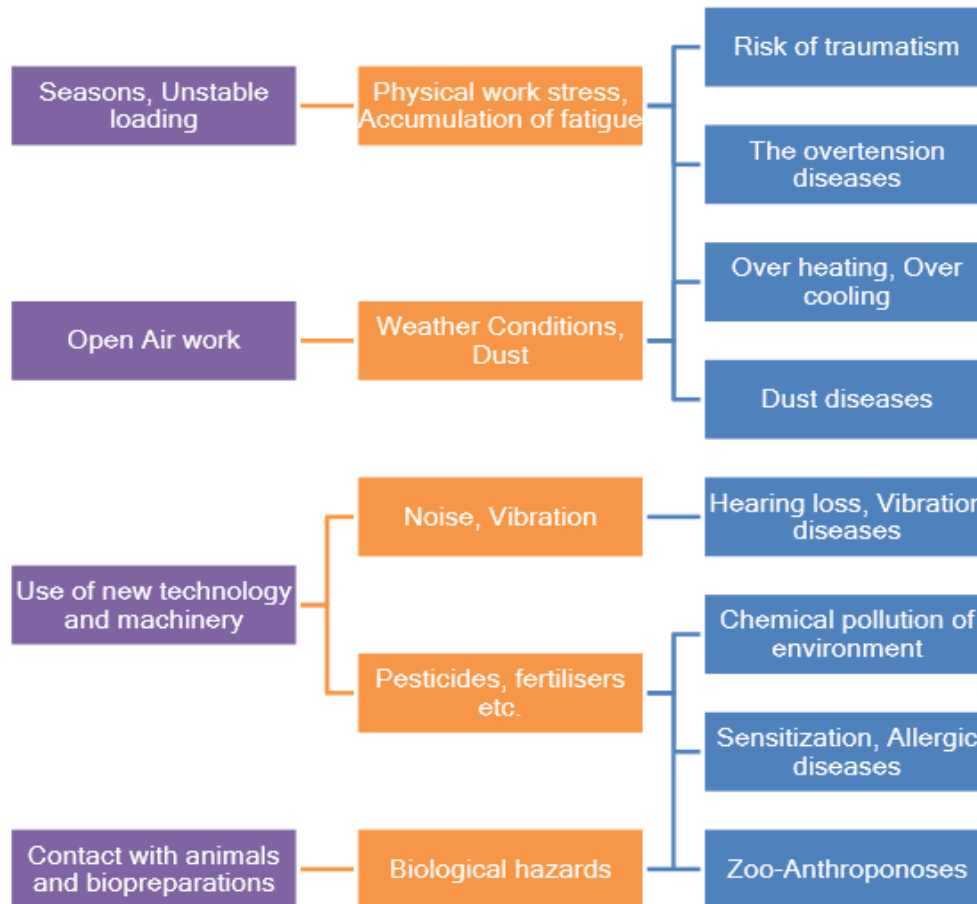 Risk of traumatism
Seasons, Unstable
loading
Physical work stress,
Accumulation of fatigue
The overtension
diseases
Over heating, Over
cooling
Open Air work
Weather Conditions,
Dust
Dust diseases
Noise, Vibration
Hearing loss, Vibration
diseases
Use of new technology
and machinery
Chemical pollution of
environment
Pesticides, fertilisers
etc.
Sensitization, Allergic
diseases
Contact with animals
and biopreparations
Biological hazards
Zoo-Anthroponoses